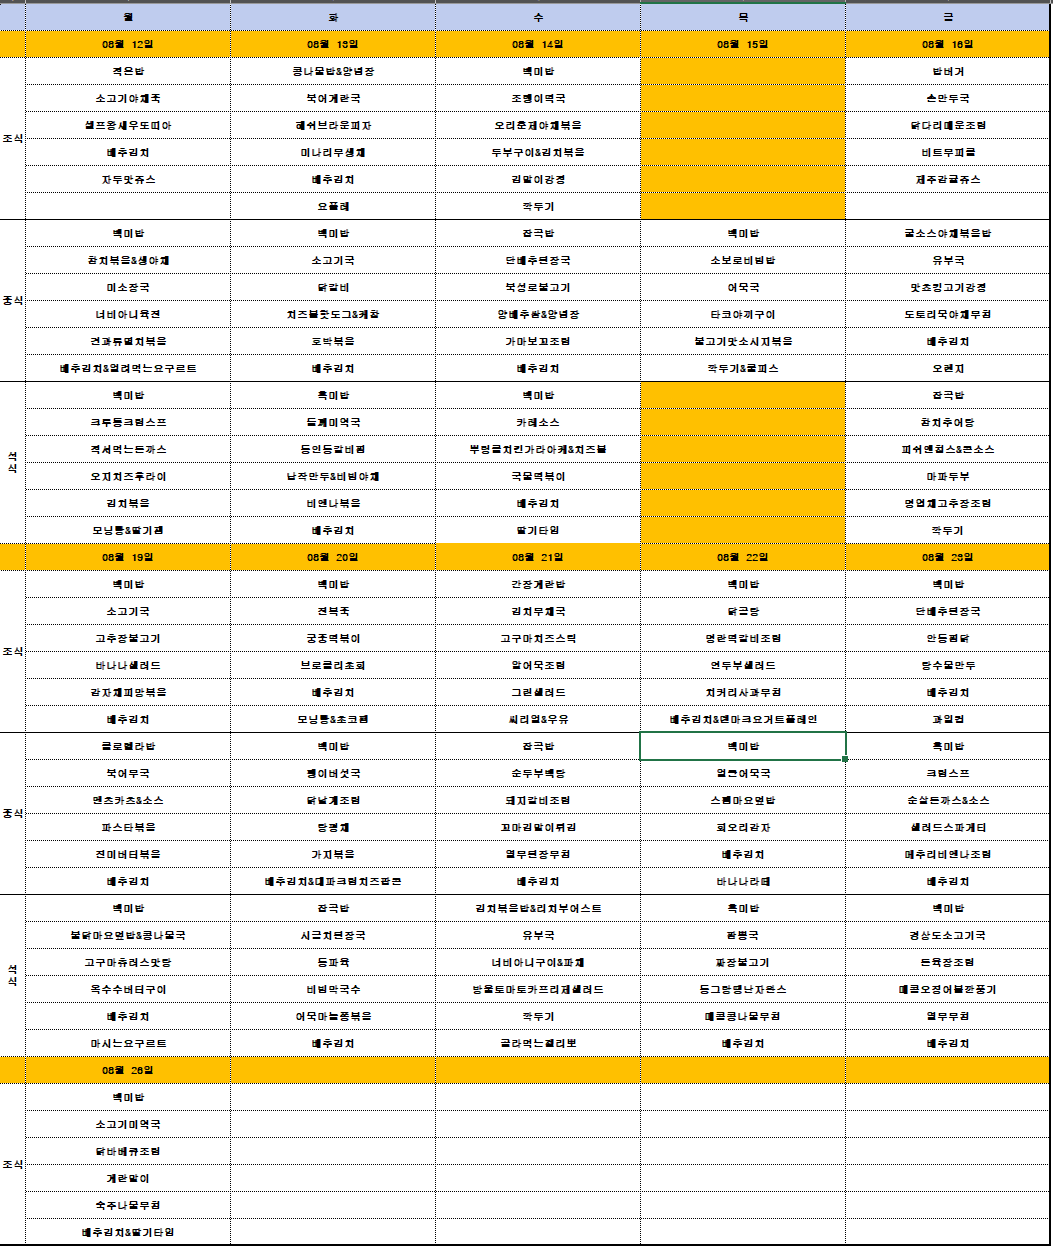 월 화 수 목 금
08월 12일 08월 13일 08월 14일 08월 15일 08월 16일
적은밥 콩나물밥&양념장 백미밥 밥버거
소고기야채죽 북어계란국 조랭이떡국 손만두국
조식
셀프왕새우또띠아 해쉬브라운피자 오리훈제야채볶음 닭다리매운조림
배추김치 미나리무생채 두부구이&김치볶음 비트무피클
자두맛쥬스 배추김치 김말이강정 제주감귤쥬스
요플레 깍두기
백미밥 백미밥 잡곡밥 백미밥 굴소스야채볶음밥
참치볶음&생야채 소고기국 단배추된장국 소보로비빔밥 유부국
미소장국 닭갈비 북성로불고기 어묵국 맛초킹고기강정
중식
너비아니육전 치즈불핫도그&케찹 양배추쌈&양념장 타코야끼구이 도토리묵야채무침
견과류멸치볶음 호박볶음 가마보꼬조림 불고기맛소시지볶음 배추김치
배추김치&떠먹는요구르트 배추김치 배추김치 깍두기&쿨피스 오렌지
백미밥 흑미밥 백미밥 잡곡밥
크루통크림스프 들깨미역국 카레소스 참치추어탕
석식
적셔먹는돈까스 등인등갈비찜 뿌링클치킨가라아케&치즈볼 피쉬앤칩스&콘소스
오지치즈후라이 납작만두&비빔야채 국물떡볶이 마파두부
김치볶음 비엔나볶음 배추김치 명엽채고추장조림
모닝빵&딸기잼 배추김치 딸기타임 깍두기
08월 19일 08월 20일 08월 21일 08월 22일 08월 23일
백미밥 백미밥 간장계란밥 백미밥 백미밥
소고기국 전복죽 김치무채국 닭곰탕 단배추된장국
고추장불고기 궁중떡볶이 고구마치즈스틱 명란떡갈비조림 안동찜닭
조식
바나나샐러드 브로콜리초회 알어묵조림 연두부샐러드 탕수물만두
감자채피망볶음 배추김치 그린샐러드 치커리사과무침 배추김치
배추김치 모닝빵&초코잼 씨리얼&우유 배추김치&덴마크요거트플레인 과일컵
클로렐라밥 백미밥 잡곡밥 백미밥 흑미밥
북어무국 팽이버섯국 순두부백탕 얼큰어묵국 크림스프
멘츠카츠&소스 닭날개조림 돼지갈비조림 스팸마요덮밥 순살돈까스&소스
중식
파스타볶음 탕평채 꼬마김말이튀김 회오리감자 샐러드스파게티
진미버터볶음 가지볶음 열무된장무침 배추김치 메추리비엔나조림
배추김치 배추김치&대파크림치즈팝콘 배추김치 바나나라떼 배추김치
백미밥 잡곡밥 김치볶음밥&리치부어스트 흑미밥 백미밥
불닭마요덮밥&콩나물국 시금치된장국 유부국 짬뽕국 경상도소고기국
고구마츄러스맛탕 등파육 너비아니구이&파채 짜장불고기 돈육장조림
석식
옥수수버터구이 비빔막국수 방울토마토카프리제샐러드 동그랑땡난자완스 매콤오징어불깐풍기
배추김치 어묵마늘쫑볶음 깍두기 매콤콩나물무침 열무무침
마시는요구르트 배추김치 골라먹는젤리뽀 배추김치 배추김치
08월 26일
백미밥
소고기미역국
닭바베큐조림
조식
계란말이
숙주나물무침
배추김치&딸기타임